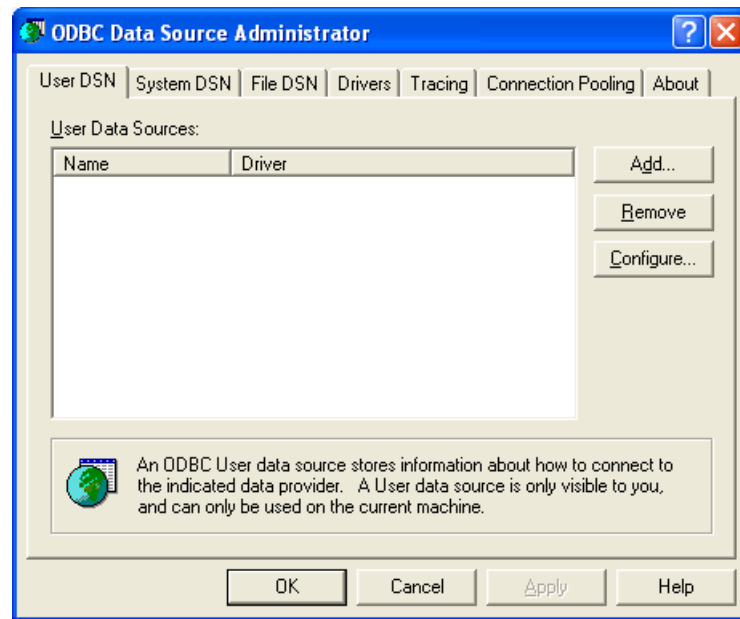 ODBC Data Source Administrator
User DSN System DSN File DSN Drivers Tracing Connection Pooling About
User Data Sources:
Name Driver
Add...
Remove
Configure...
An ODBC User data source stores information about how to connect to
the indicated data provider. A User data source is only visible to you,
and can only be used on the current machine.
OK Cancel Apply Help